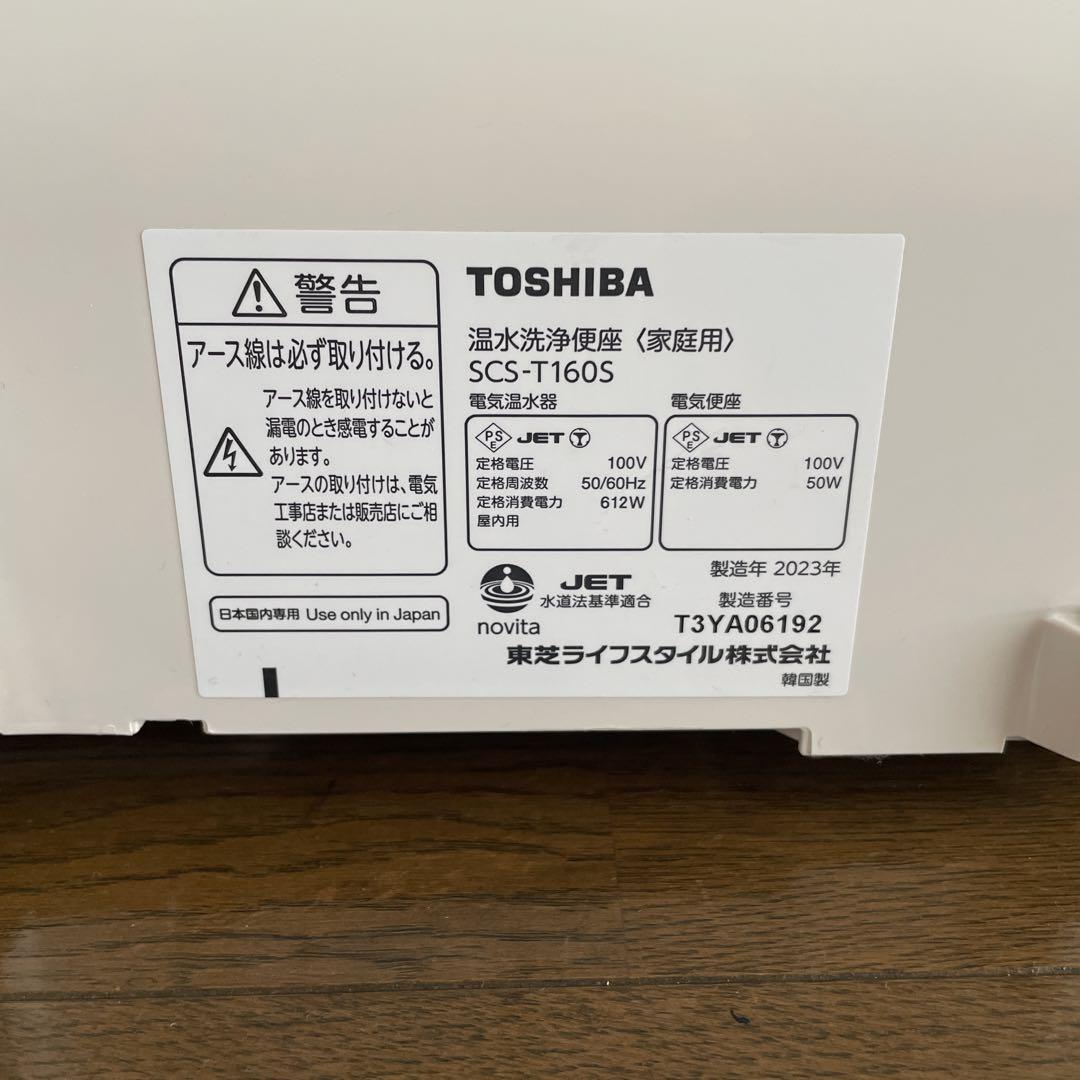 警告
アース線は必ず取り付ける。
アース線を取り付けないと
漏電のとき感電することが
あります。
アースの取り付けは、電気
工事店または販売店にご相
談ください。
日本国内専用 Use only in Japan
TOSHIBA
温水洗浄便座〈家庭用〉
SCS-T160S
電気温水器
PS E JET
定格電圧 100V
定格周波数 50/60Hz
定格消費電力 612W
屋内用
電気便座
PS E JET
定格電圧 100V
定格消費電力 50W
novita
JET
水道法基準適合
製造年 2023年
製造番号
T3YA06192
東芝ライフスタイル株式会社
韓国製